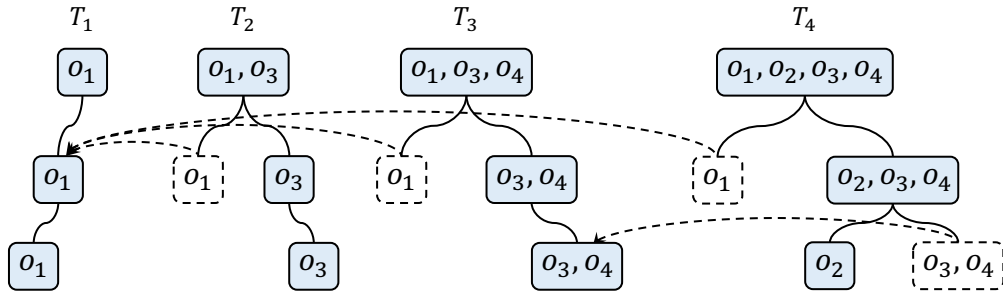 T₁ T₂ T₃ T₄
o₁ o₁, o₃ o₁, o₃, o₄ o₁, o₂, o₃, o₄
o₁ o₁ o₃ o₁ o₃, o₄ o₁ o₂, o₃, o₄
o₁ o₃ o₃, o₄ o₂ o₃, o₄